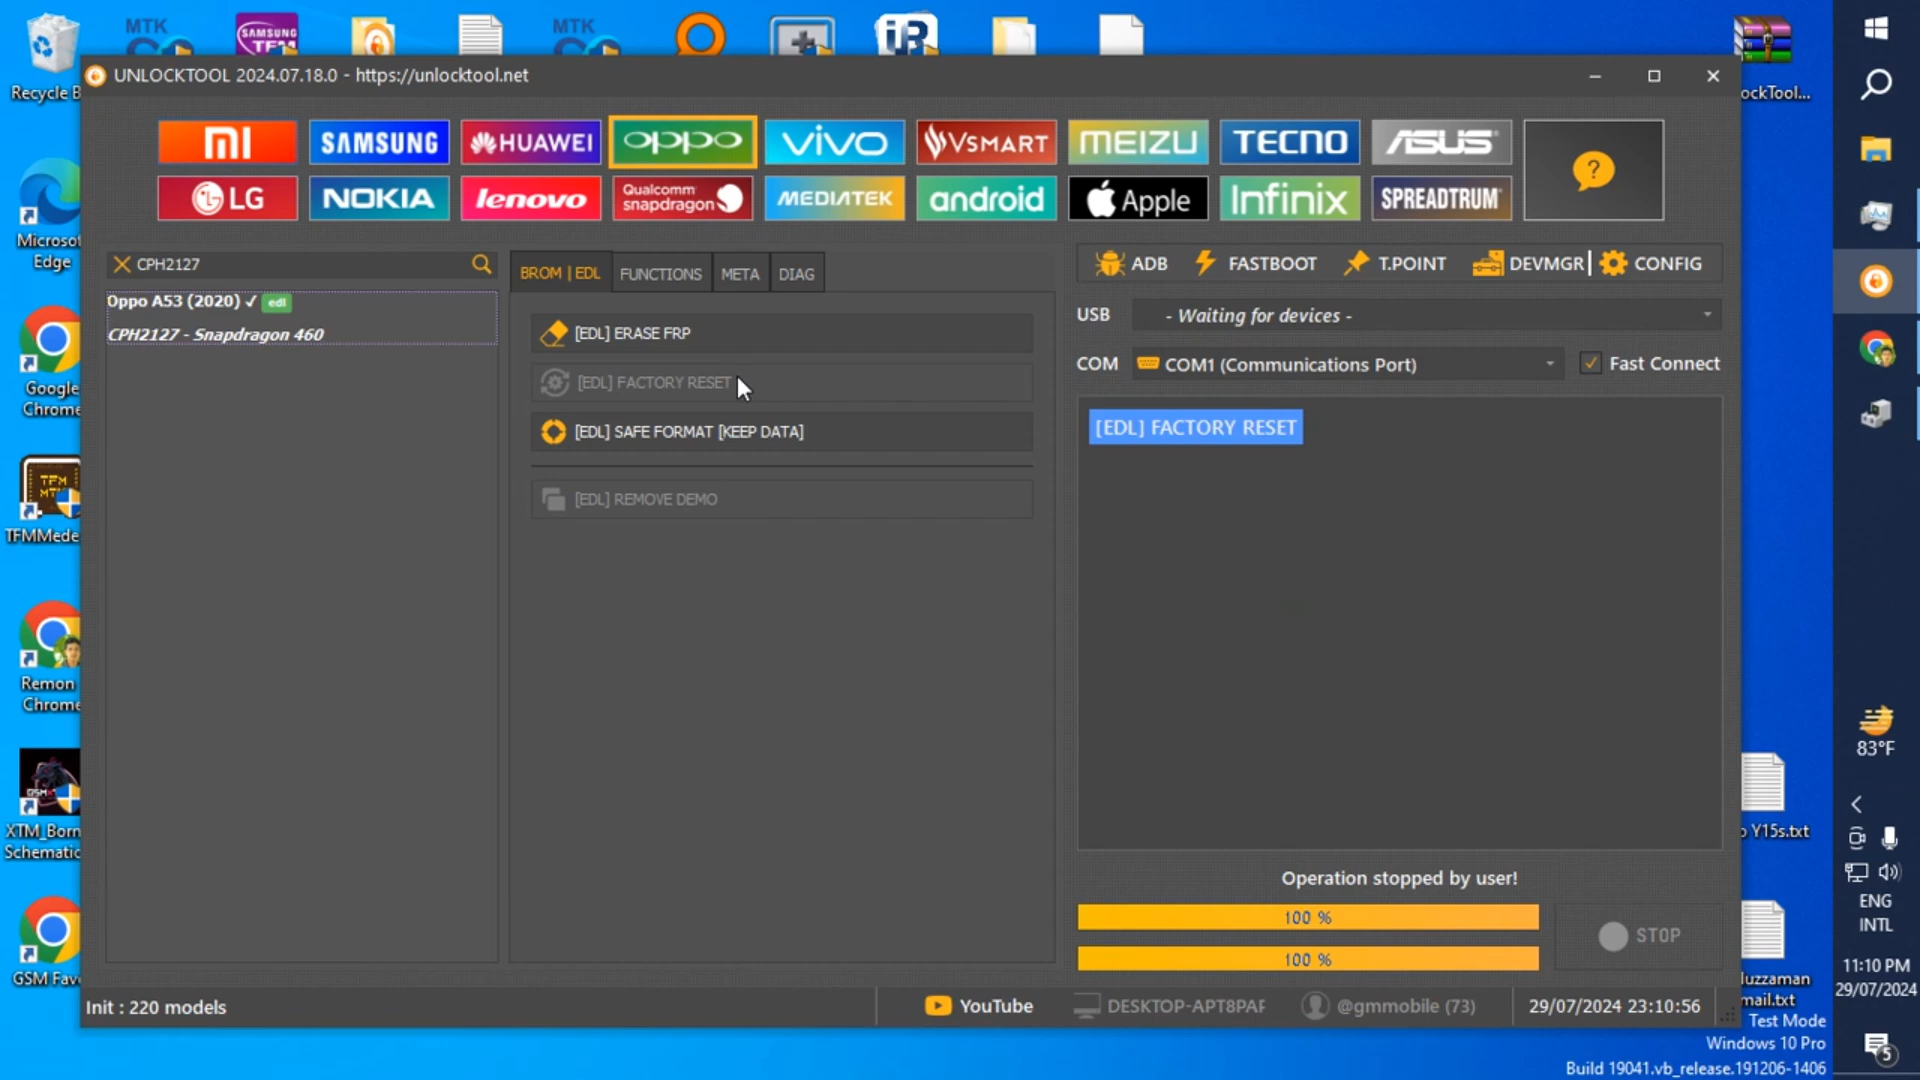 MTK
SAMSUNG
TFM
MTK
Recycle B
ockTool...
UNLOCKTOOL 2024.07.18.0 - https://unlocktool.net
MI
SAMSUNG
HUAWEI
oppo
vivo
VSMART
MEIZU
TECNO
ASUS
?
LG
NOKIA
lenovo
Qualcomm
snapdragon
MEDIATEK
android
Apple
Infinix
SPREADTRUM
Microsof
Edge
CPH2127
Oppo A53 (2020) ✓ edl
CPH2127 - Snapdragon 460
BROM | EDL
FUNCTIONS
META
DIAG
[EDL] ERASE FRP
[EDL] FACTORY RESET
[EDL] SAFE FORMAT [KEEP DATA]
[EDL] REMOVE DEMO
ADB
FASTBOOT
T.POINT
DEVMGR
CONFIG
USB
- Waiting for devices -
COM
COM1 (Communications Port)
Fast Connect
[EDL] FACTORY RESET
Google
Chrome
TFM
MTK
TFMMede
Remon
Chrome
XTM_Born
Schematic
GSM Fav
Operation stopped by user!
100 %
100 %
STOP
Init : 220 models
YouTube
DESKTOP-APT8PAF
@gmmobile (73)
29/07/2024 23:10:56
o Y15s.txt
uzzaman
mail.txt
Test Mode
Windows 10 Pro
Build 19041.vb_release.191206-1406
83°F
ENG
INTL
11:10 PM
29/07/2024
5